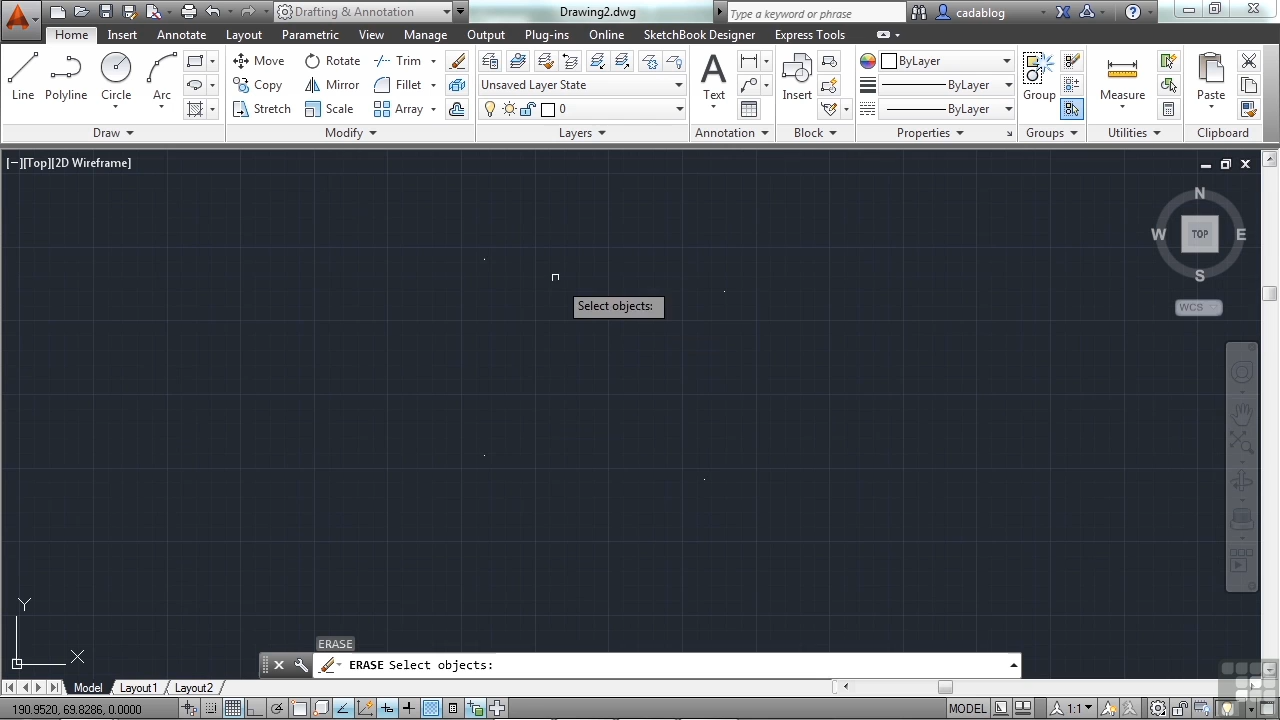 Drafting & Annotation
Drawing2.dwg
Type a keyword or phrase
cadablog
Home Insert Annotate Layout Parametric View Manage Output Plug-ins Online SketchBook Designer Express Tools
Line Polyline Circle Arc
Move Rotate Trim
Copy Mirror Fillet
Stretch Scale Array
Unsaved Layer State
0
Text
Insert
ByLayer
ByLayer
ByLayer
Group
Measure
Paste
Draw Modify Layers Annotation Block Properties Groups Utilities Clipboard
[−][Top][2D Wireframe]
N
W TOP E
S
WCS
Select objects:
Y
X
ERASE
ERASE Select objects:
Model Layout1 Layout2
190.9520, 69.8286, 0.0000
MODEL 1:1